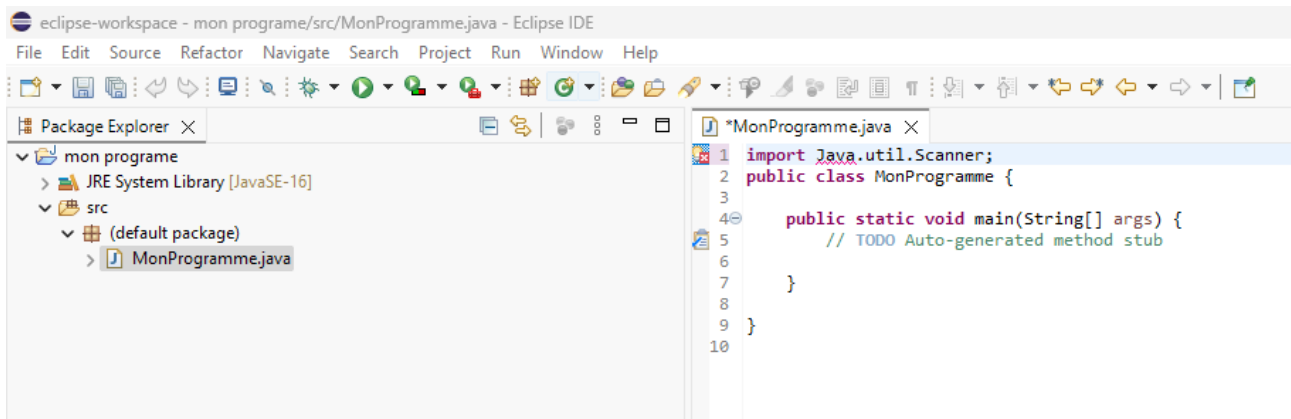 eclipse-workspace - mon programe/src/MonProgramme.java - Eclipse IDE
File Edit Source Refactor Navigate Search Project Run Window Help
Package Explorer
mon programe
JRE System Library [JavaSE-16]
src
(default package)
MonProgramme.java
*MonProgramme.java
1 import Java.util.Scanner;
2 public class MonProgramme {
3
4 public static void main(String[] args) {
5 // TODO Auto-generated method stub
6
7 }
8
9 }
10